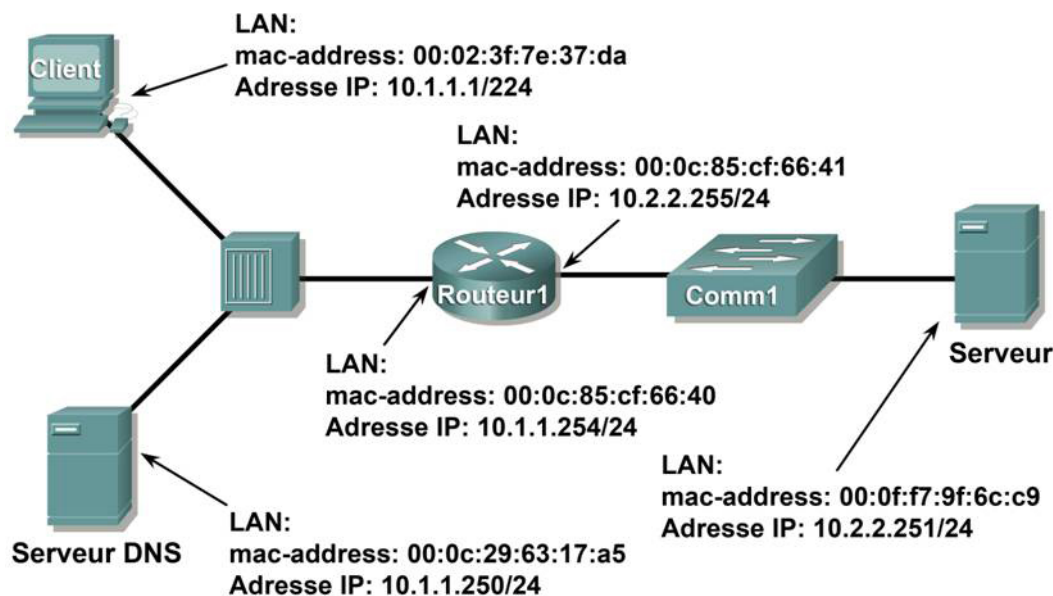 LAN:
mac-address: 00:02:3f:7e:37:da
Adresse IP: 10.1.1.1/224
Client
LAN:
mac-address: 00:0c:85:cf:66:41
Adresse IP: 10.2.2.255/24
Routeur1
Comm1
Serveur
LAN:
mac-address: 00:0c:85:cf:66:40
Adresse IP: 10.1.1.254/24
LAN:
mac-address: 00:0f:f7:9f:6c:c9
Adresse IP: 10.2.2.251/24
Serveur DNS
LAN:
mac-address: 00:0c:29:63:17:a5
Adresse IP: 10.1.1.250/24